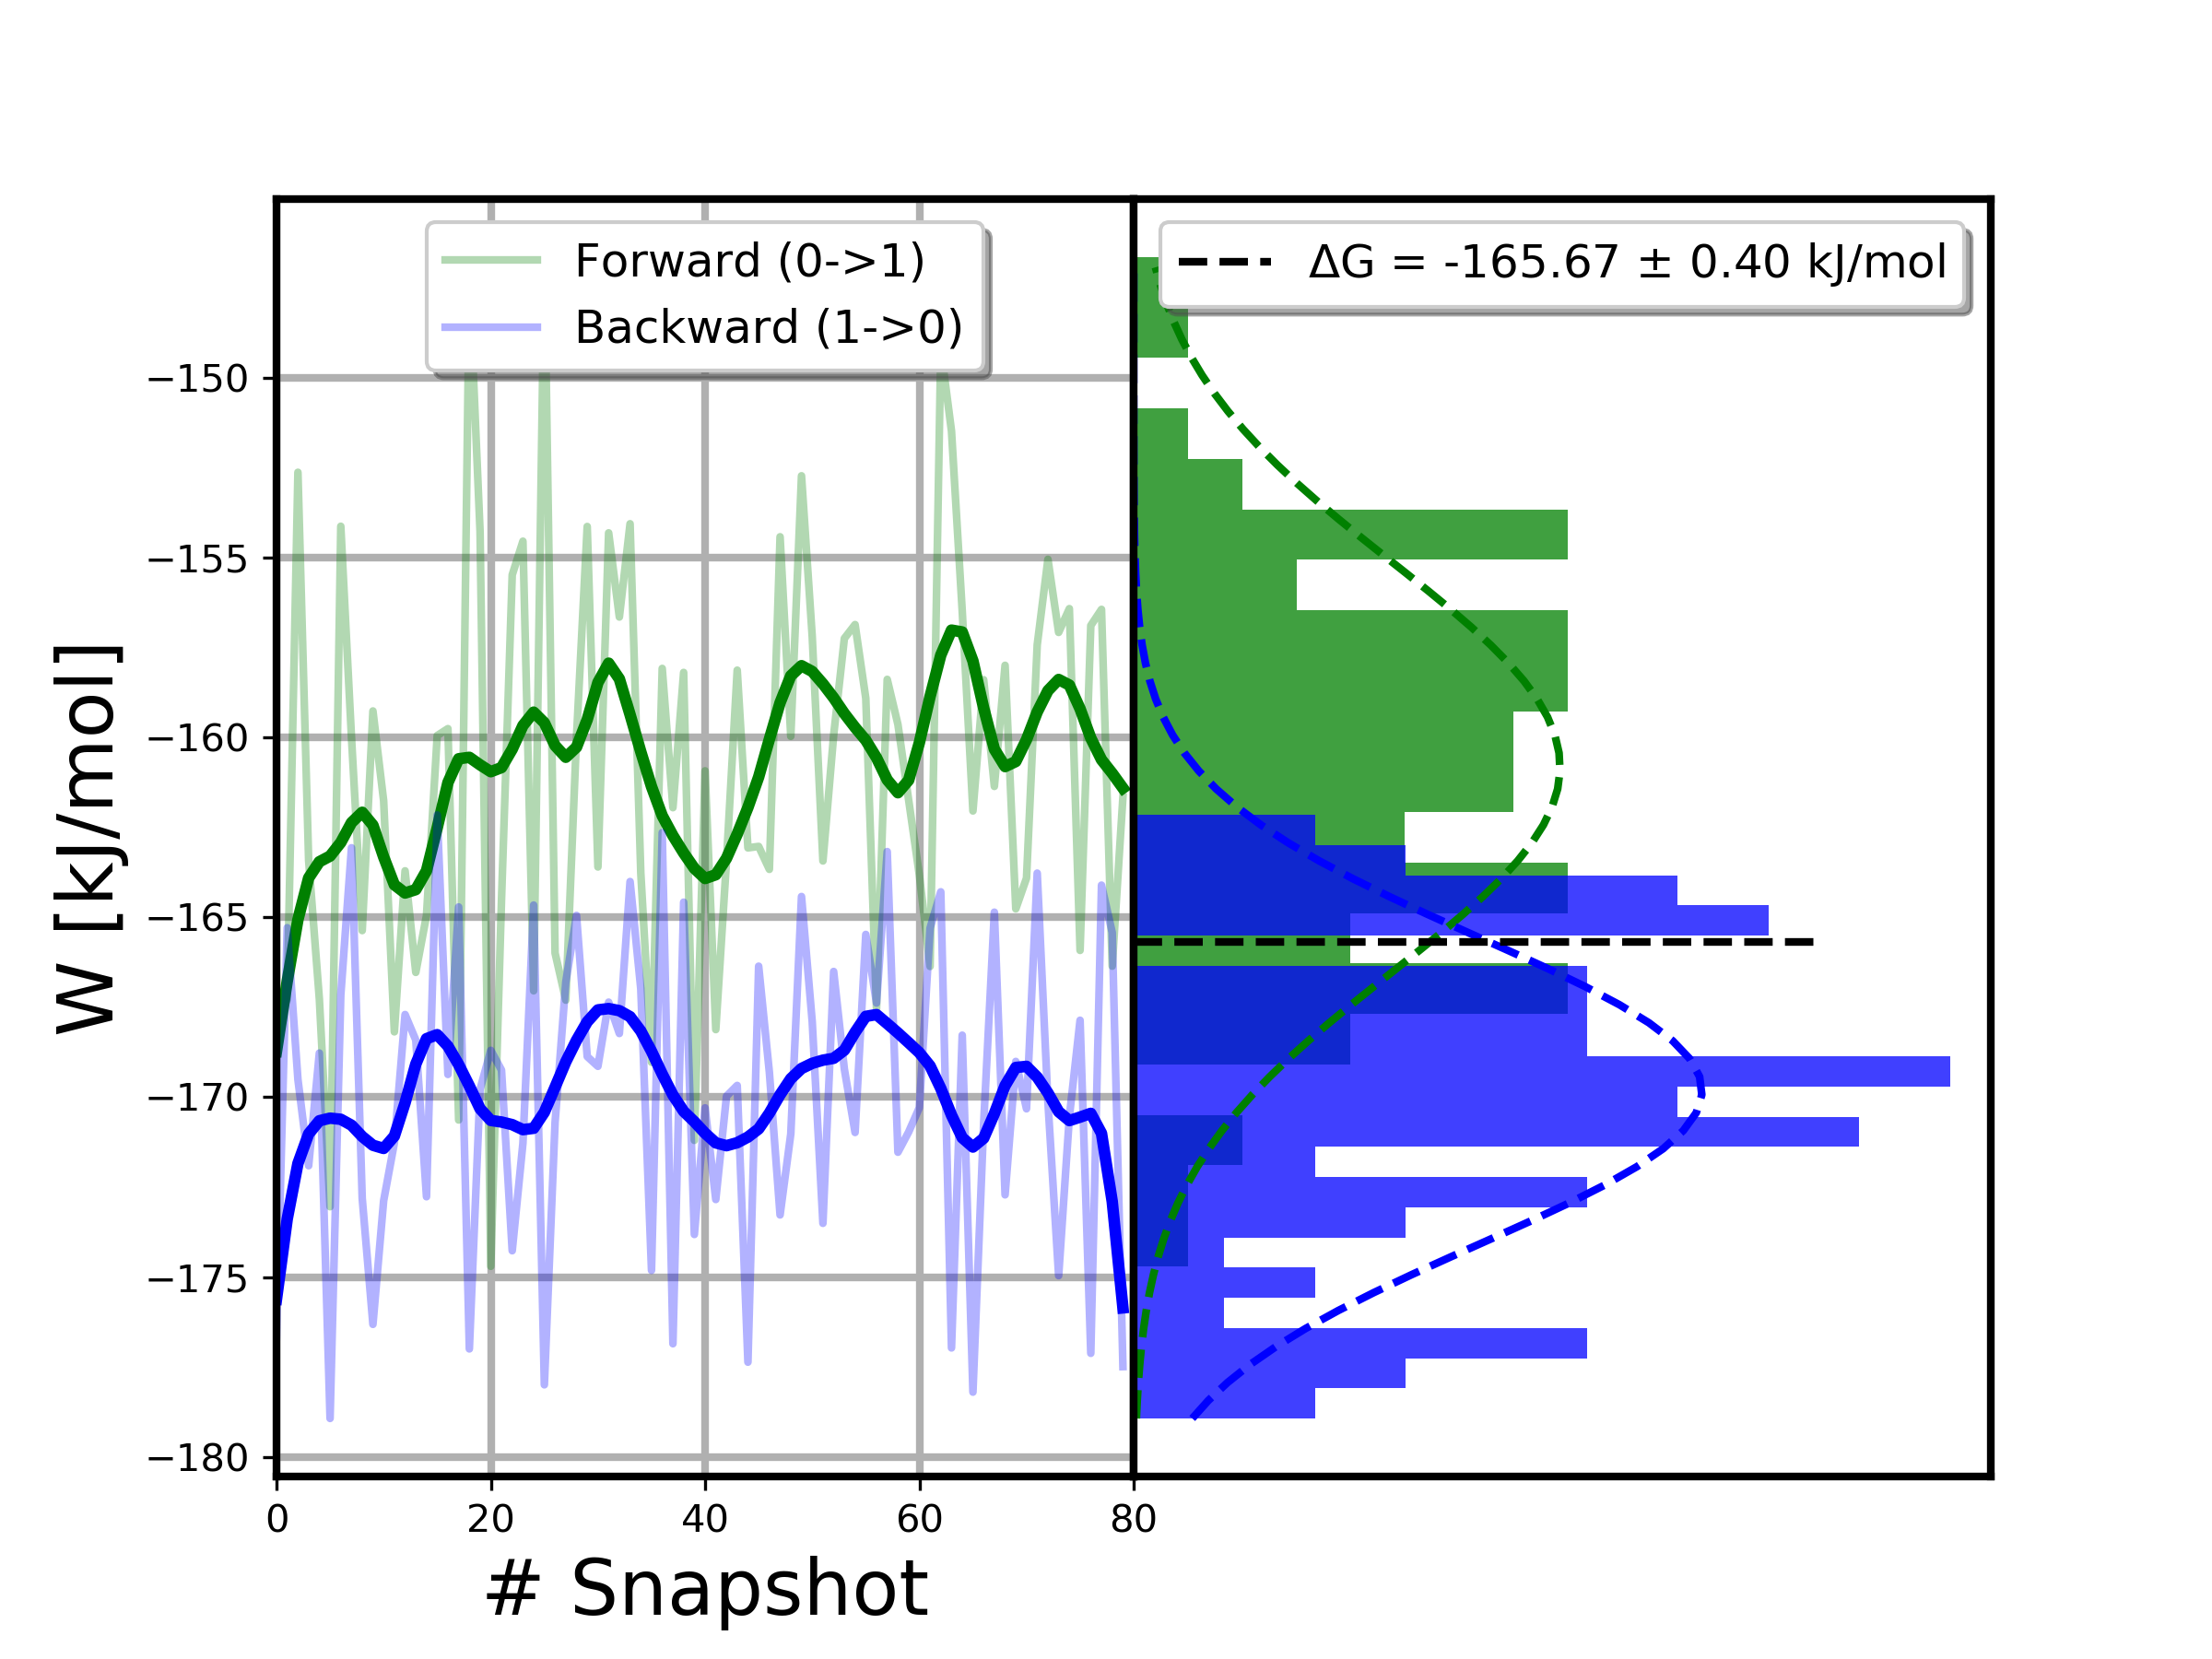 Forward (0->1)
Backward (1->0)
ΔG = -165.67 ± 0.40 kJ/mol
W [kJ/mol]
−150
−155
−160
−165
−170
−175
−180
0 20 40 60 80
# Snapshot